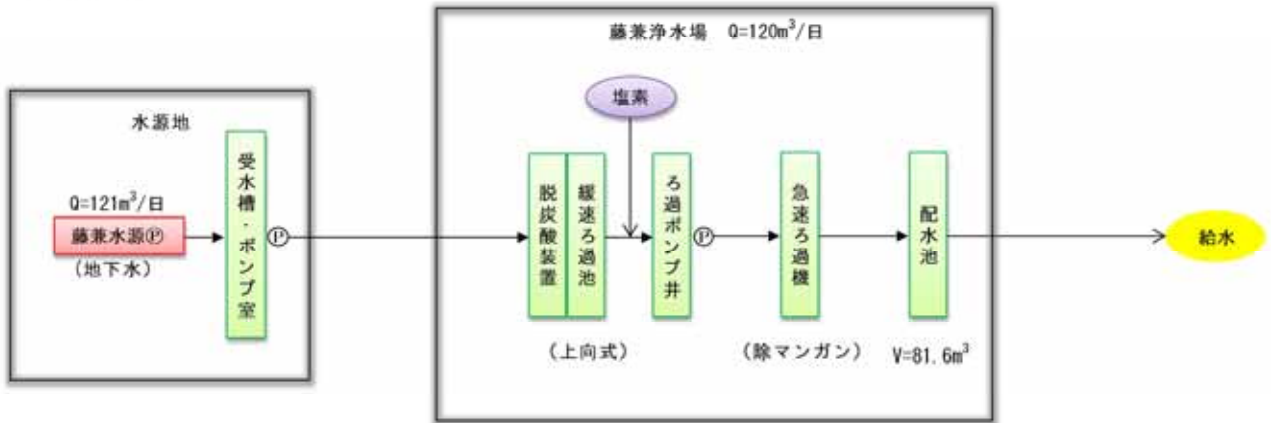 藤兼浄水場 Q=120m³/日
塩素
水源地
Q=121m³/日
藤兼水源Ⓟ
(地下水)
受水槽・ポンプ室
Ⓟ
脱炭酸装置
緩速ろ過池
(上向式)
ろ過ポンプ井
Ⓟ
急速ろ過機
(除マンガン)
配水池
V=81.6m³
給水